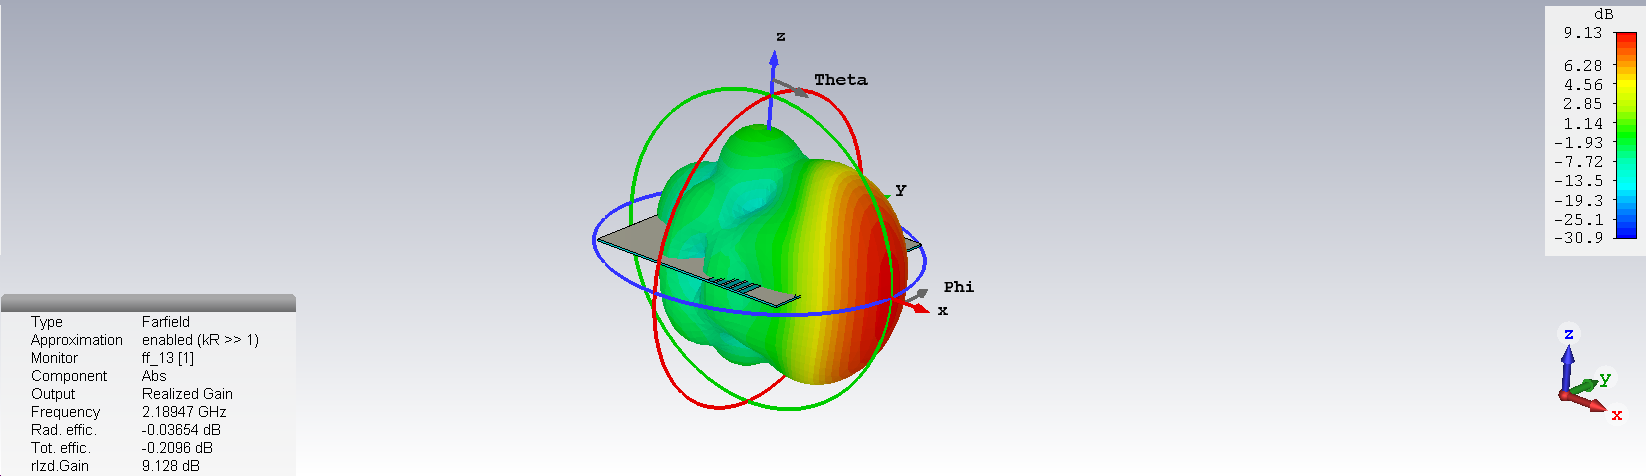 dB
9.13
6.28
4.56
2.85
1.14
-1.93
-7.72
-13.5
-19.3
-25.1
-30.9
z
Theta
Y
Phi
x
Type Farfield
Approximation enabled (kR >> 1)
Monitor ff_13 [1]
Component Abs
Output Realized Gain
Frequency 2.18947 GHz
Rad. effic. -0.03654 dB
Tot. effic. -0.2096 dB
rlzd.Gain 9.128 dB
z
y
x